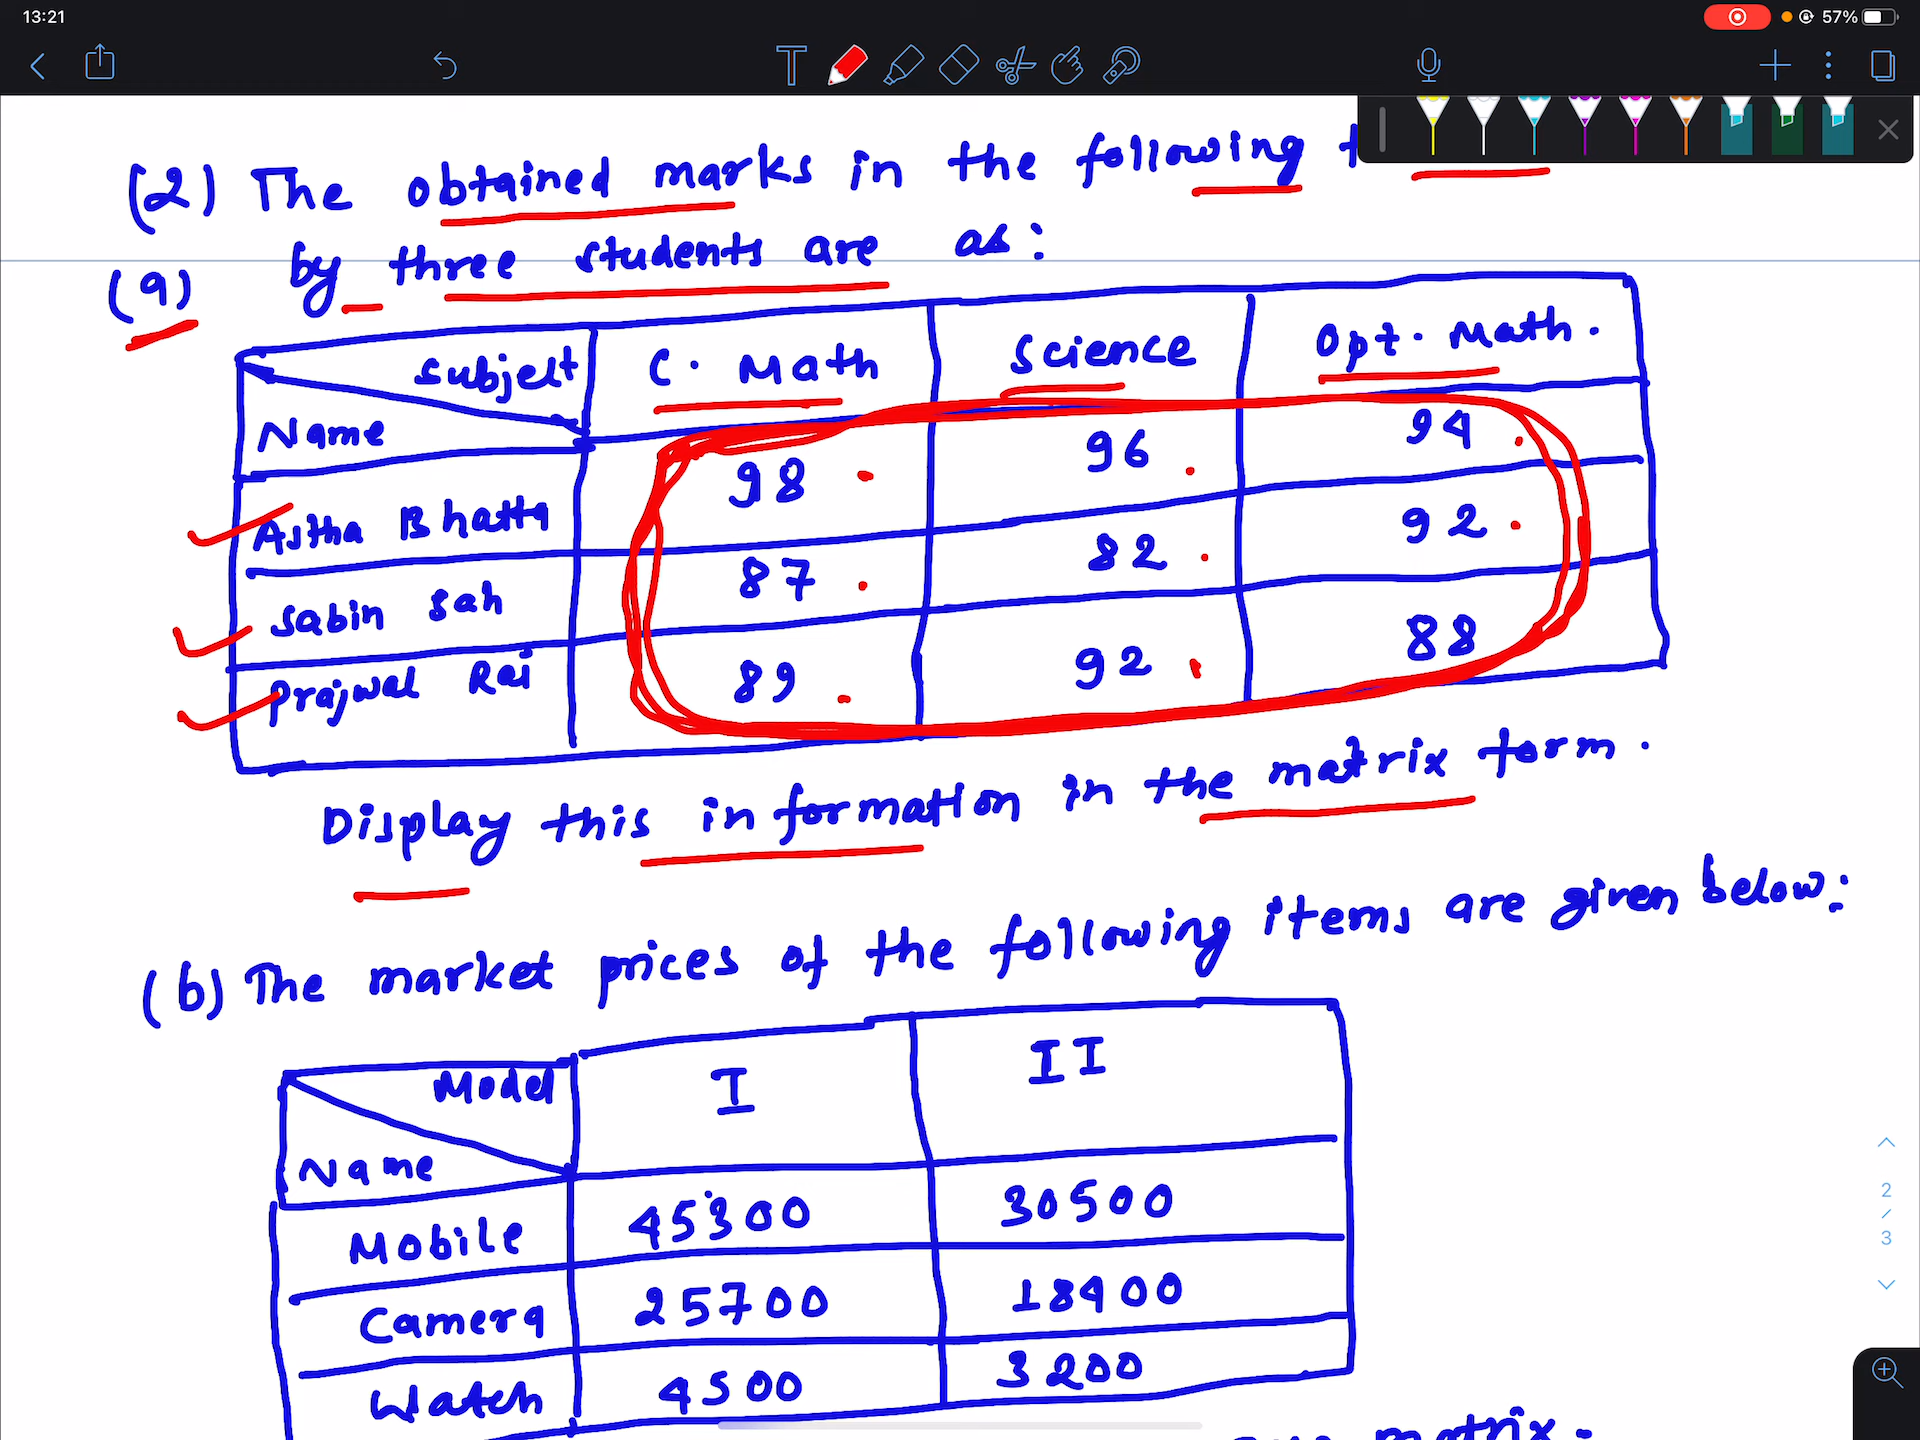 13:21
57%
(2) The obtained marks in the following
(a) by three students are as:
Subject C. Math Science Opt. Math.
Name
Astha Bhatta 98 96 94
Sabin Sah 87 82 92
Prajwal Rai 89 92 88
Display this information in the matrix form.
(b) The market prices of the following items are given below:
Model I II
Name
Mobile 45300 30500
Camera 25700 18900
Watch 4500 3200
matrix.
2
3